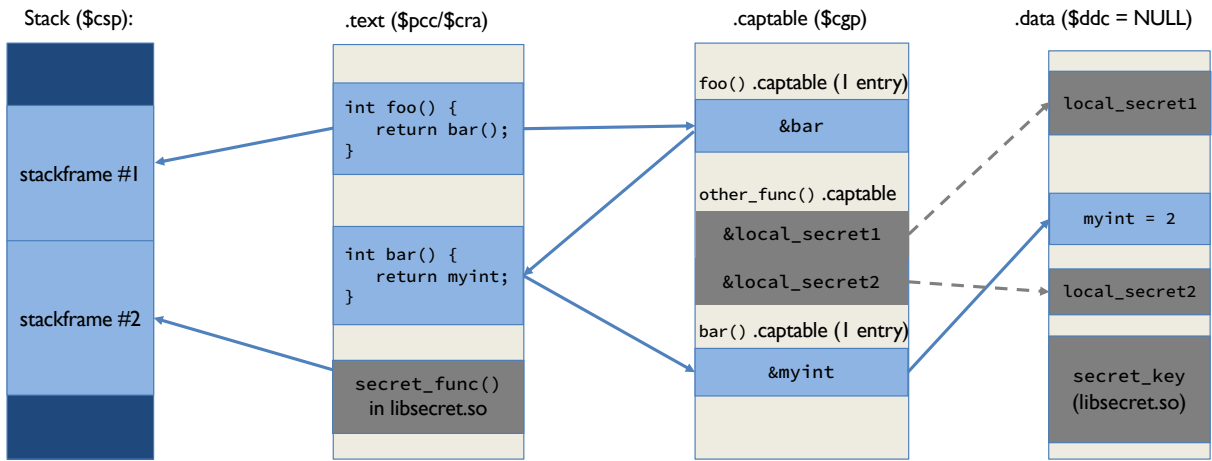 Stack ($csp):
stackframe #1
stackframe #2
.text ($pcc/$cra)
int foo() {
return bar();
}
int bar() {
return myint;
}
secret_func()
in libsecret.so
.captable ($cgp)
foo() .captable (1 entry)
&bar
other_func() .captable
&local_secret1
&local_secret2
bar() .captable (1 entry)
&myint
.data ($ddc = NULL)
local_secret1
myint = 2
local_secret2
secret_key
(libsecret.so)